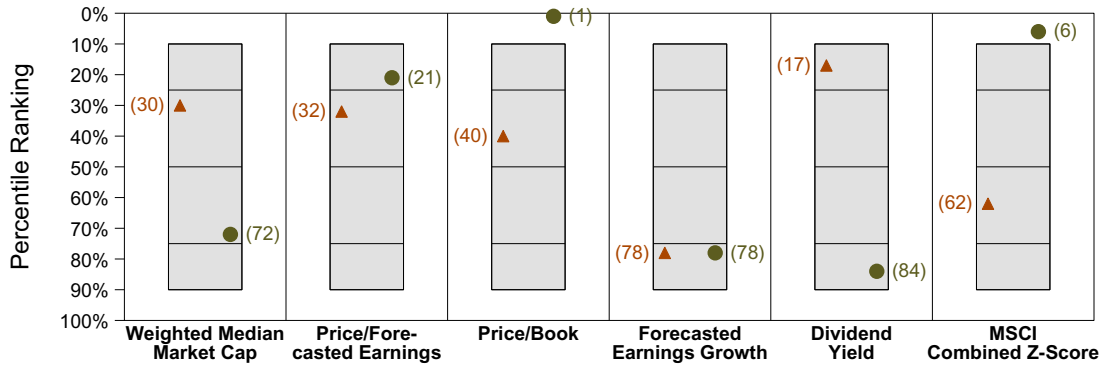 Percentile Ranking
0%
10%
20%
30%
40%
50%
60%
70%
80%
90%
100%
(30)
(72)
(32)
(21)
(40)
(1)
(78)
(78)
(17)
(84)
(62)
(6)
Weighted Median
Market Cap
Price/Fore-
casted Earnings
Price/Book
Forecasted
Earnings Growth
Dividend
Yield
MSCI
Combined Z-Score